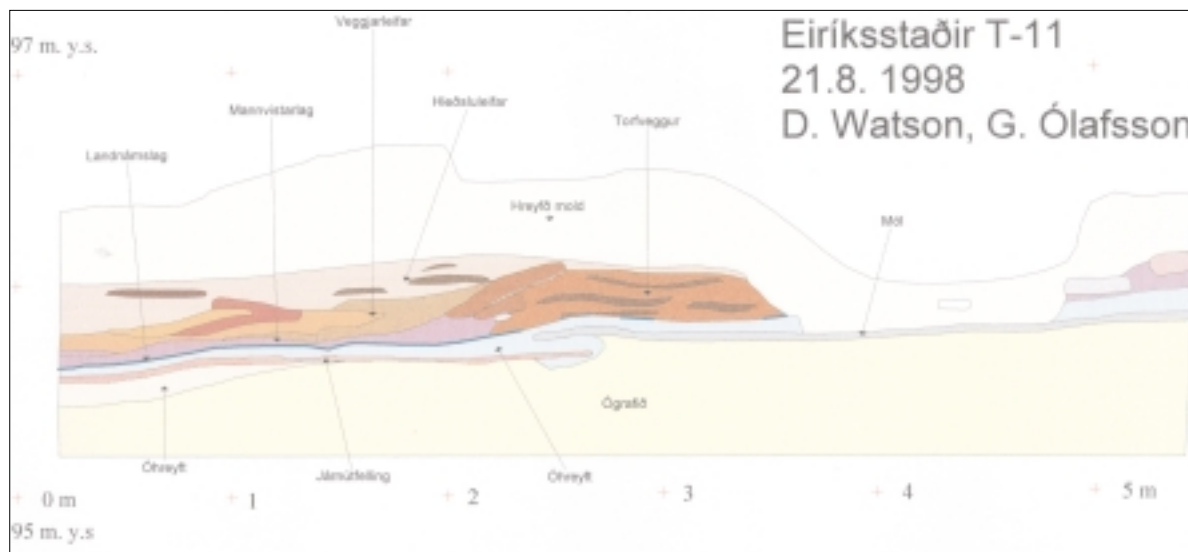 Eiríksstaðir T-11
21.8. 1998
D. Watson, G. Ólafsson
97 m. y.s.
Veggjarleifar
Hleðsluleifar
Mannvistarlag
Torfveggur
Landnámslag
Hreyfð mold
Möl
Ógrafið
Óhreyft
Járnútfelling
Óhreyft
0 m 1 2 3 4 5 m
95 m. y.s